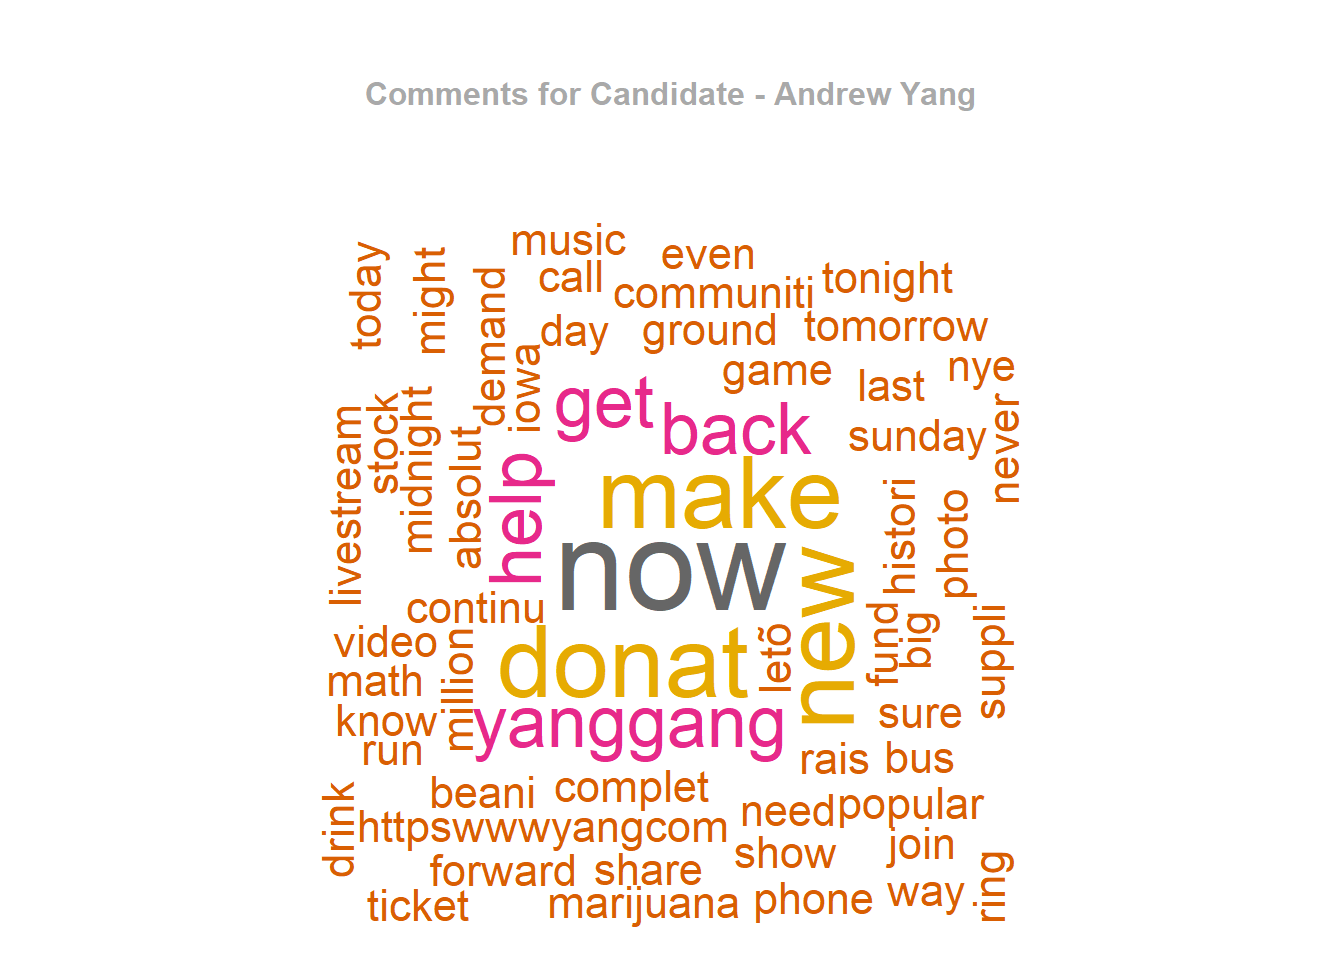 Comments for Candidate - Andrew Yang
music
even
today
might
call
communiti
tonight
demand
day
ground
tomorrow
iowa
game
last
nye
get
back
sunday
never
livestream
stock
midnight
absolut
help
make
now
new
histori
photo
continu
video
math
million
donat
letõ
fund
big
suppli
know
run
yanggang
sure
rais
bus
beani
complet
drink
httpswwwyangcom
need
popular
show
join
forward
share
ticket
marijuana
phone
way
ring